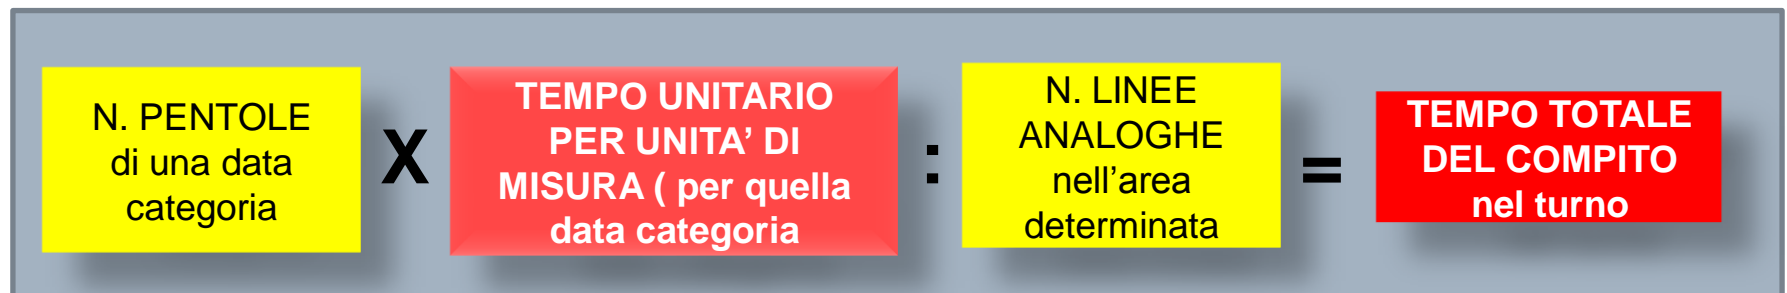 N. PENTOLE
di una data
categoria
X
TEMPO UNITARIO
PER UNITA’ DI
MISURA ( per quella
data categoria
:
N. LINEE
ANALOGHE
nell’area
determinata
=
TEMPO TOTALE
DEL COMPITO
nel turno